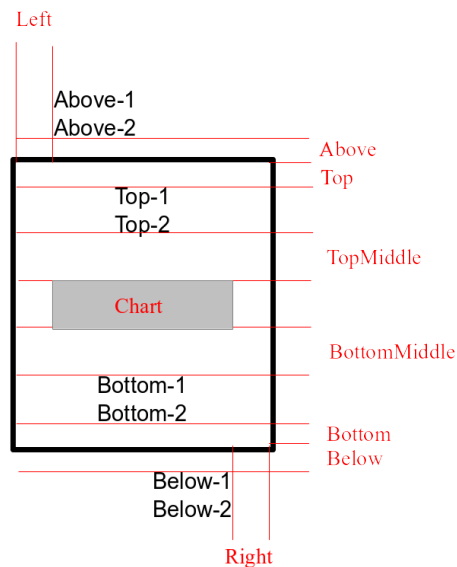 Left
Above-1
Above-2
Above
Top
Top-1
Top-2
TopMiddle
Chart
BottomMiddle
Bottom-1
Bottom-2
Bottom
Below
Below-1
Below-2
Right